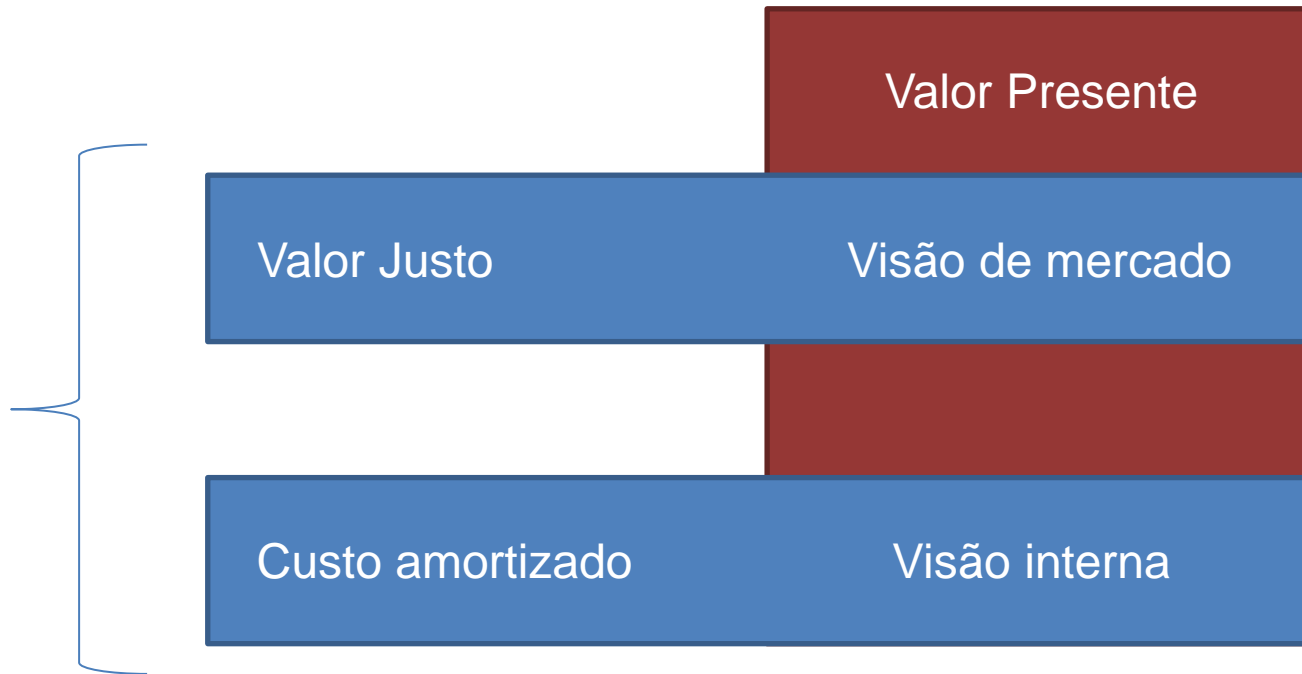 Valor Presente
Valor Justo
Visão de mercado
Custo amortizado
Visão interna